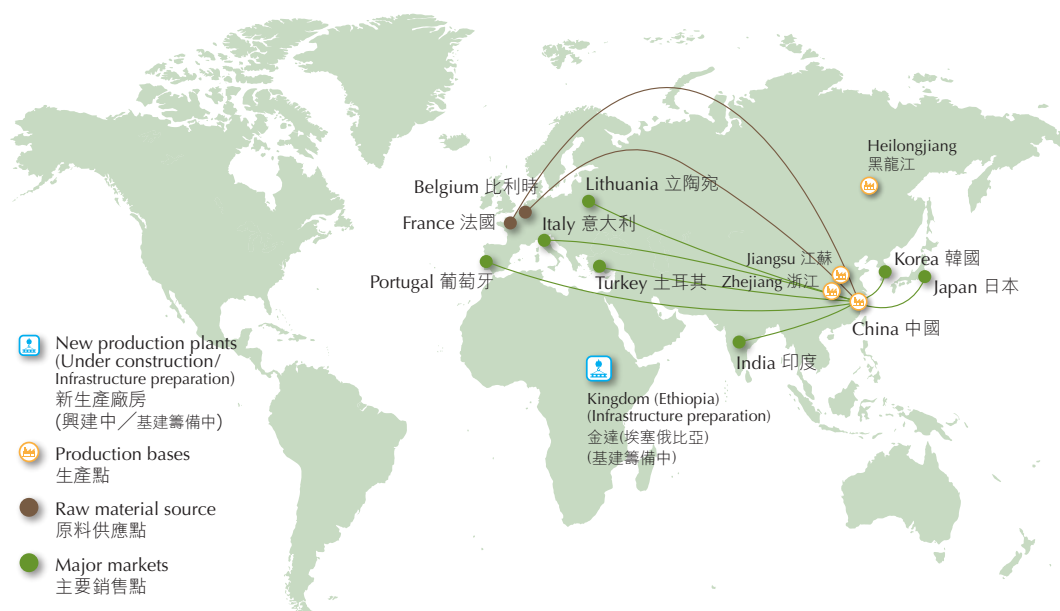 Heilongjiang
黑龍江
Belgium 比利時
Lithuania 立陶宛
France 法國
Italy 意大利
Portugal 葡萄牙
Turkey 土耳其
Jiangsu 江蘇
Zhejiang 浙江
Korea 韓國
Japan 日本
China 中國
India 印度
Kingdom (Ethiopia)
(Infrastructure preparation)
金達(埃塞俄比亞)
(基建籌備中)
New production plants
(Under construction/
Infrastructure preparation)
新生產廠房
(興建中／基建籌備中)
Production bases
生產點
Raw material source
原料供應點
Major markets
主要銷售點